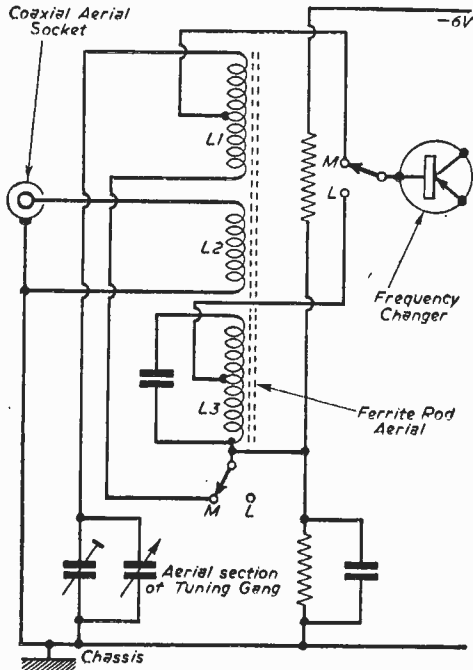 Coaxial Aerial
Socket
-6V
L1
M
L
L2
Frequency
Changer
L3
Ferrite Rod
Aerial
M
L
Aerial section
of Tuning Gang
Chassis